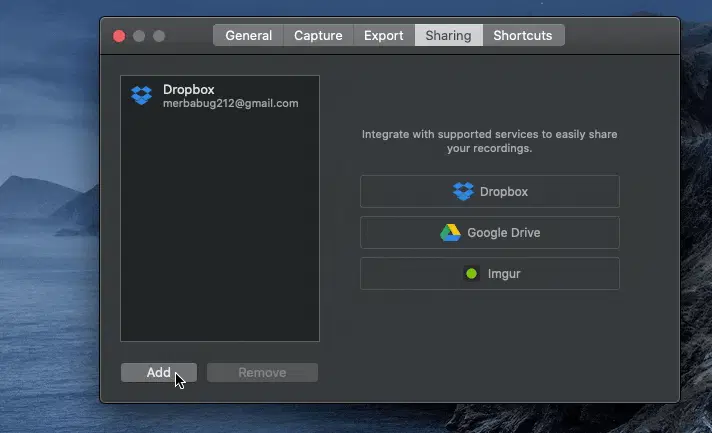 General Capture Export Sharing Shortcuts
Dropbox
merbabug212@gmail.com
Integrate with supported services to easily share
your recordings.
Dropbox
Google Drive
Imgur
Add Remove